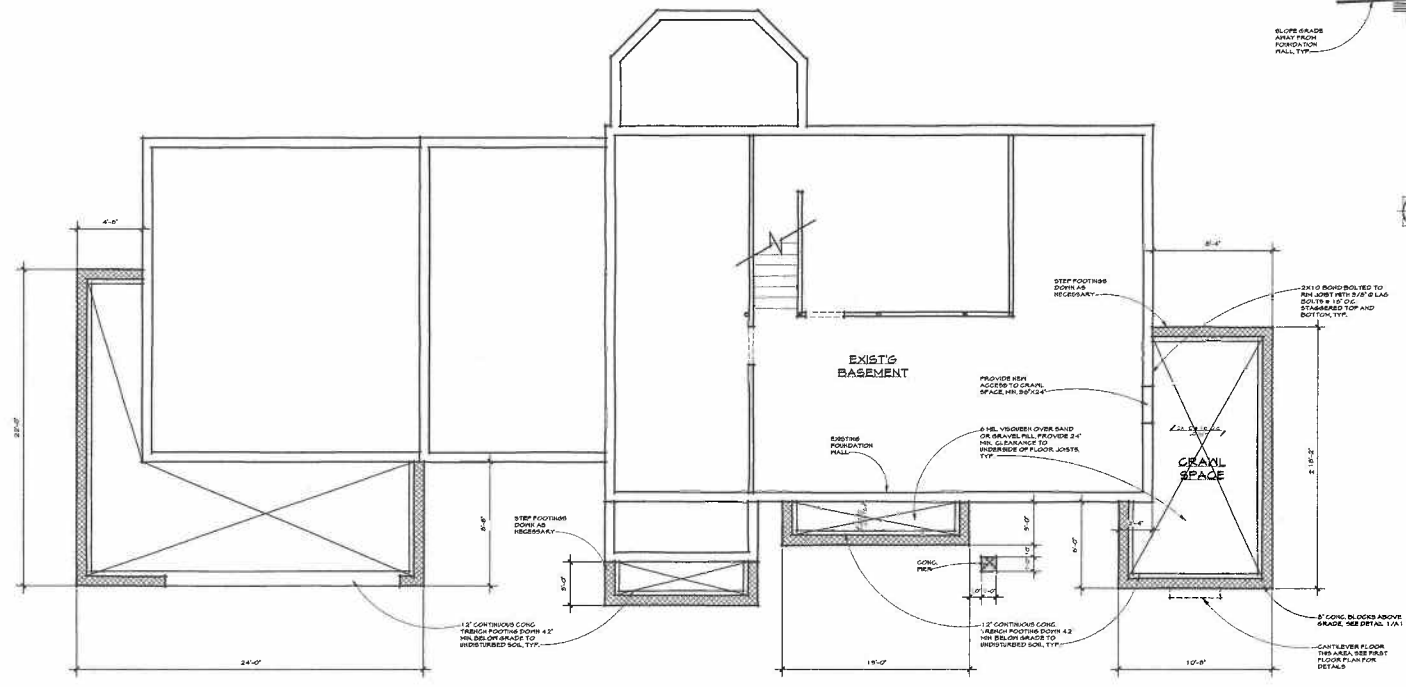 SLOPE GRADE
AWAY FROM
FOUNDATION
WALL, TYP.
4'-8"
22'-0"
8'-4"
STEP FOOTINGS
DOWN AS
NECESSARY
2X10 BOND BOLTED TO
RIM JOIST WITH 3/8" Ø LAG
BOLTS @ 16" O.C.
STAGGERED TOP AND
BOTTOM, TYP.
EXIST'G
BASEMENT
PROVIDE NEW
ACCESS TO CRAWL
SPACE, MIN. 36"X24"
EXISTING
FOUNDATION
WALL
6 MIL VISQUEEN OVER SAND
OR GRAVEL FILL, PROVIDE 24"
MIN. CLEARANCE TO
UNDERSIDE OF FLOOR JOISTS,
TYP.
CRAWL
SPACE
STEP FOOTINGS
DOWN AS
NECESSARY
3'-0"
CONC.
PIER
3'-0"
6'-0"
2'-4"
12" CONTINUOUS CONC.
TRENCH FOOTING DOWN 42"
MIN. BELOW GRADE TO
UNDISTURBED SOIL, TYP.
12" CONTINUOUS CONC.
TRENCH FOOTING DOWN 42"
MIN. BELOW GRADE TO
UNDISTURBED SOIL, TYP.
8" CONC. BLOCKS ABOVE
GRADE, SEE DETAIL 1/A1
CANTILEVER FLOOR
THIS AREA, SEE FIRST
FLOOR PLAN FOR
DETAILS
24'-0"
10'-8"